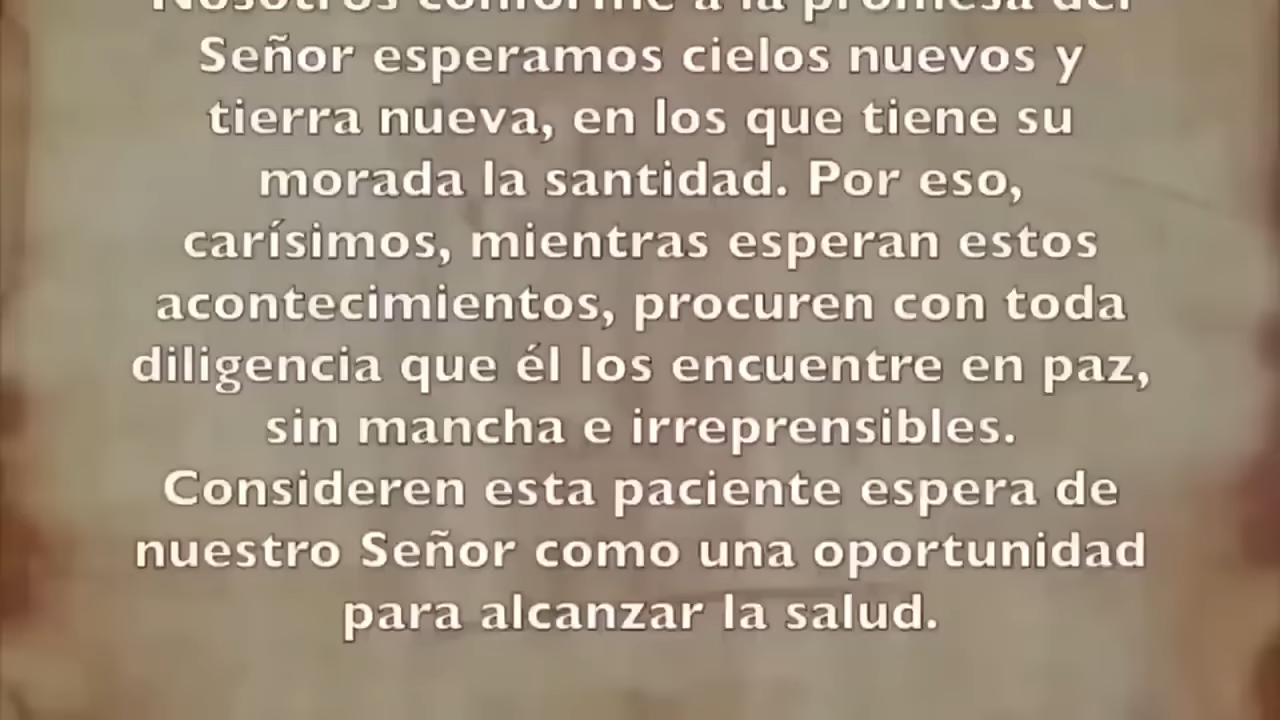 Nosotros conforme a la promesa del
Señor esperamos cielos nuevos y
tierra nueva, en los que tiene su
morada la santidad. Por eso,
carísimos, mientras esperan estos
acontecimientos, procuren con toda
diligencia que él los encuentre en paz,
sin mancha e irreprensibles.
Consideren esta paciente espera de
nuestro Señor como una oportunidad
para alcanzar la salud.